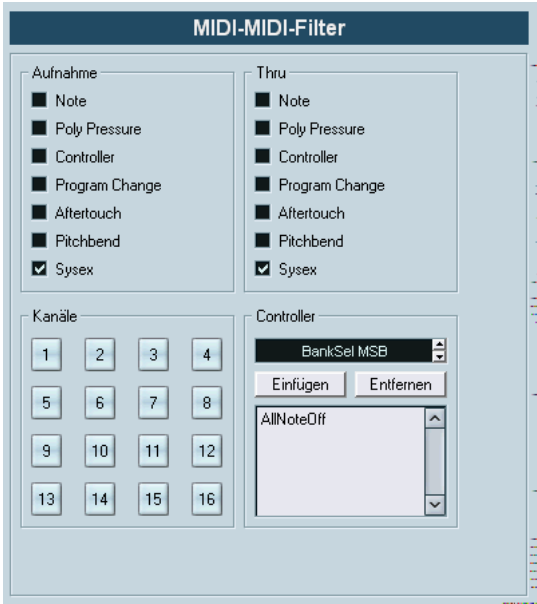 MIDI-MIDI-Filter
Aufnahme
Note
Poly Pressure
Controller
Program Change
Aftertouch
Pitchbend
Sysex
Thru
Note
Poly Pressure
Controller
Program Change
Aftertouch
Pitchbend
Sysex
Kanäle
1 2 3 4
5 6 7 8
9 10 11 12
13 14 15 16
Controller
BankSel MSB
Einfügen Entfernen
AllNoteOff